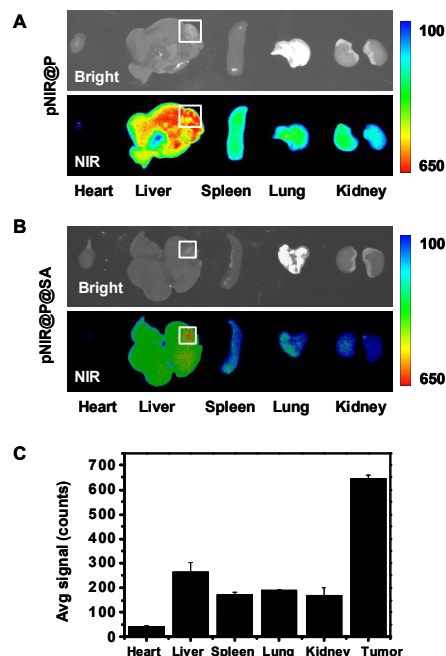 A
pNIR@P
Bright
100
NIR
650
Heart Liver Spleen Lung Kidney
B
pNIR@P@SA
Bright
100
NIR
650
Heart Liver Spleen Lung Kidney
C
Avg signal (counts)
700
600
500
400
300
200
100
0
Heart Liver Spleen Lung Kidney Tumor